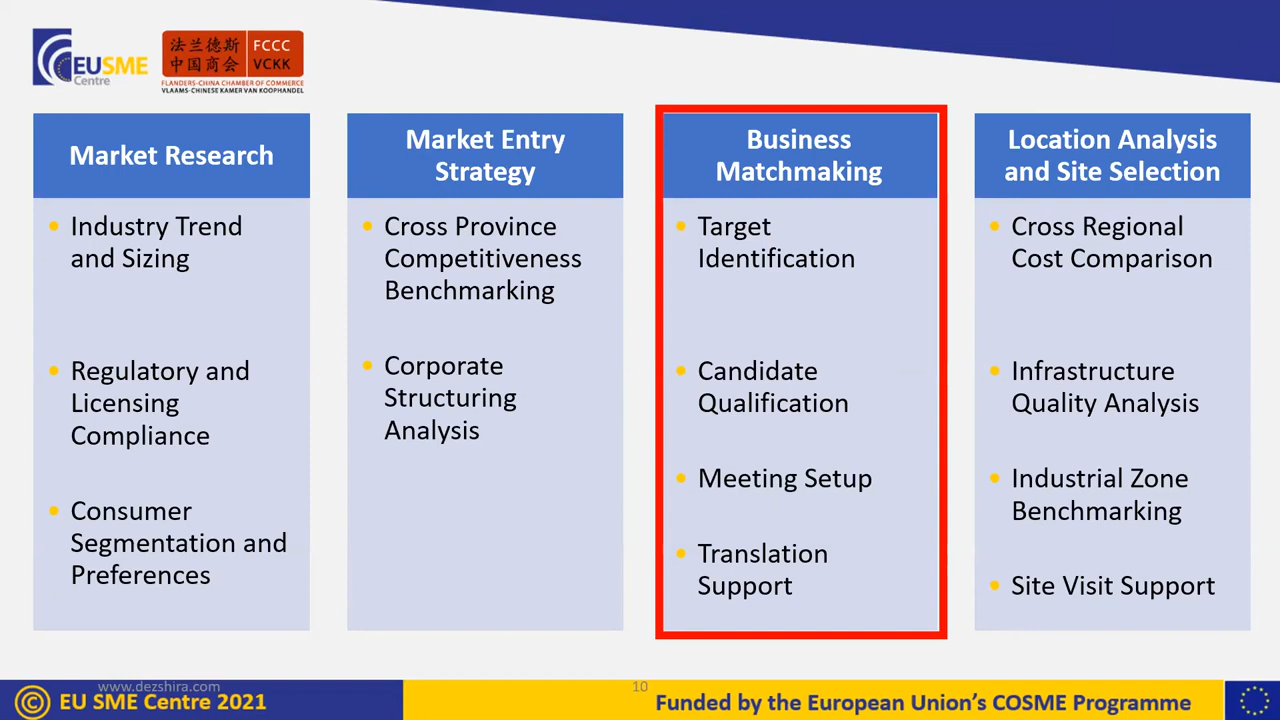 EUSME
Centre
法兰德斯
中国商会
FCCC
VCKK
FLANDERS-CHINA CHAMBER OF COMMERCE
VLAAMS-CHINESE KAMER VAN KOOPHANDEL
Market Research
• Industry Trend
and Sizing
• Regulatory and
Licensing
Compliance
• Consumer
Segmentation and
Preferences
Market Entry
Strategy
• Cross Province
Competitiveness
Benchmarking
• Corporate
Structuring
Analysis
Business
Matchmaking
• Target
Identification
• Candidate
Qualification
• Meeting Setup
• Translation
Support
Location Analysis
and Site Selection
• Cross Regional
Cost Comparison
• Infrastructure
Quality Analysis
• Industrial Zone
Benchmarking
• Site Visit Support
www.dezshira.com
10
© EU SME Centre 2021
Funded by the European Union’s COSME Programme